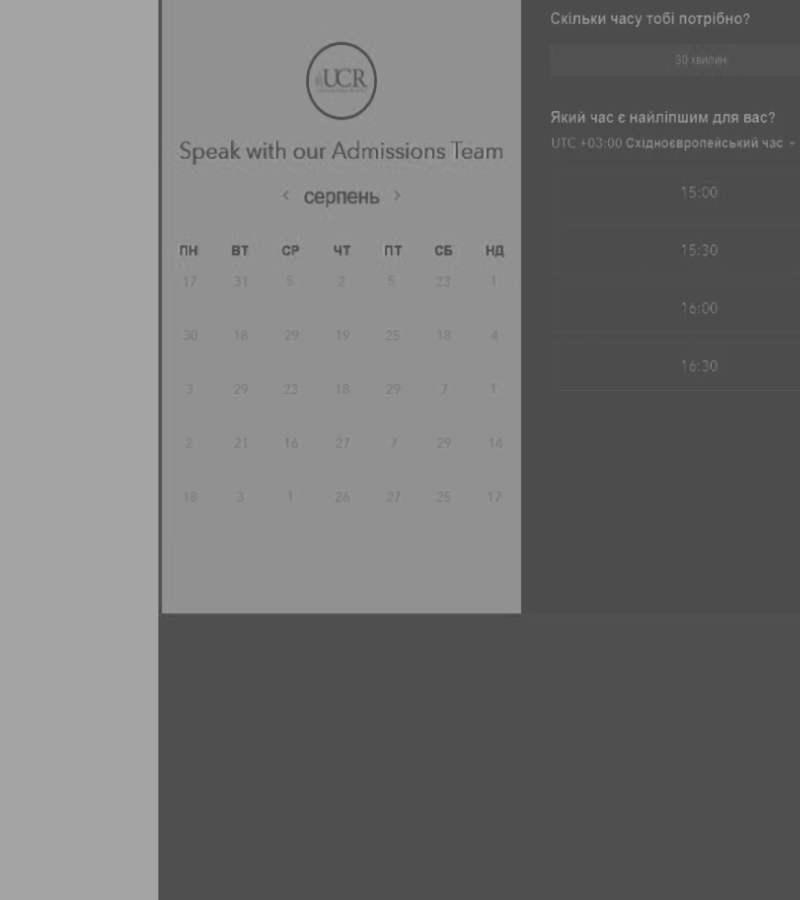 UCR
Speak with our Admissions Team
‹ серпень ›
ПН ВТ СР ЧТ ПТ СБ НД
17 31 5 2 5 23 1
30 18 29 19 25 18 4
3 29 23 18 29 7 1
2 21 16 27 7 29 14
18 3 1 26 27 25 17
Скільки часу тобі потрібно?
30 хвилин
Який час є найліпшим для вас?
UTC +03:00 Східноєвропейський час
15:00
15:30
16:00
16:30